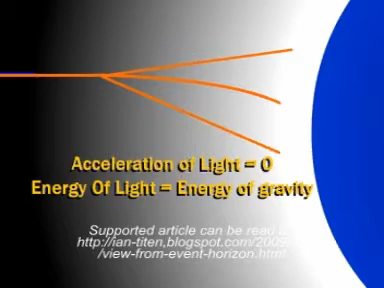 Acceleration of Light = 0
Energy Of Light = Energy of gravity
Supported article can be read
http://ian-titen,blogspot.com/2009
/view-from-event-horizon.html